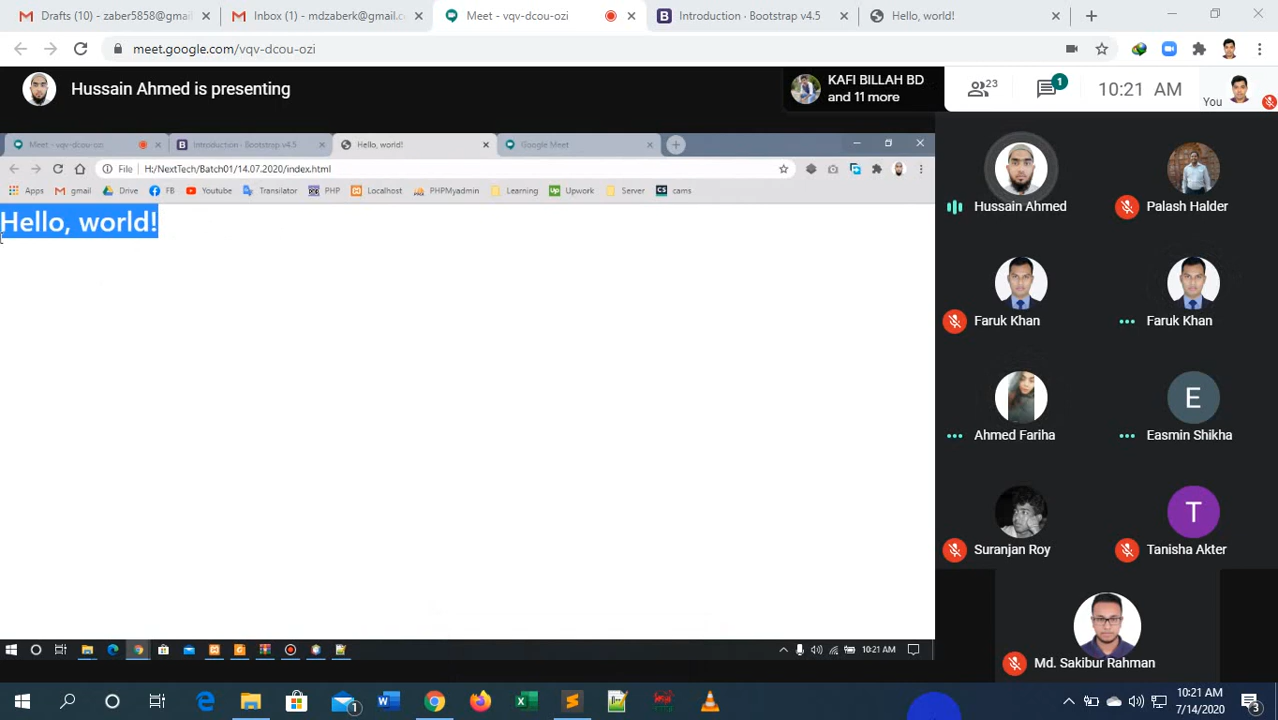 Drafts (10) - zaber5858@gmai
Inbox (1) - mdzaberk@gmail.c
Meet - vqv-dcou-ozi
Introduction · Bootstrap v4.5
Hello, world!
meet.google.com/vqv-dcou-ozi
Hussain Ahmed is presenting
KAFI BILLAH BD
and 11 more
23
1
10:21 AM
You
Meet - vqv-dcou-ozi
Introduction · Bootstrap v4.5
Hello, world!
Google Meet
File
H:/NextTech/Batch01/14.07.2020/index.html
Apps
gmail
Drive
FB
Youtube
Translator
PHP
Localhost
PHPMyadmin
Learning
Upwork
Server
CS
cams
Hello, world!
Hussain Ahmed
Palash Halder
Faruk Khan
Faruk Khan
E
Ahmed Fariha
Easmin Shikha
T
Suranjan Roy
Tanisha Akter
Md. Sakibur Rahman
10:21 AM
10:21 AM
7/14/2020
1
3